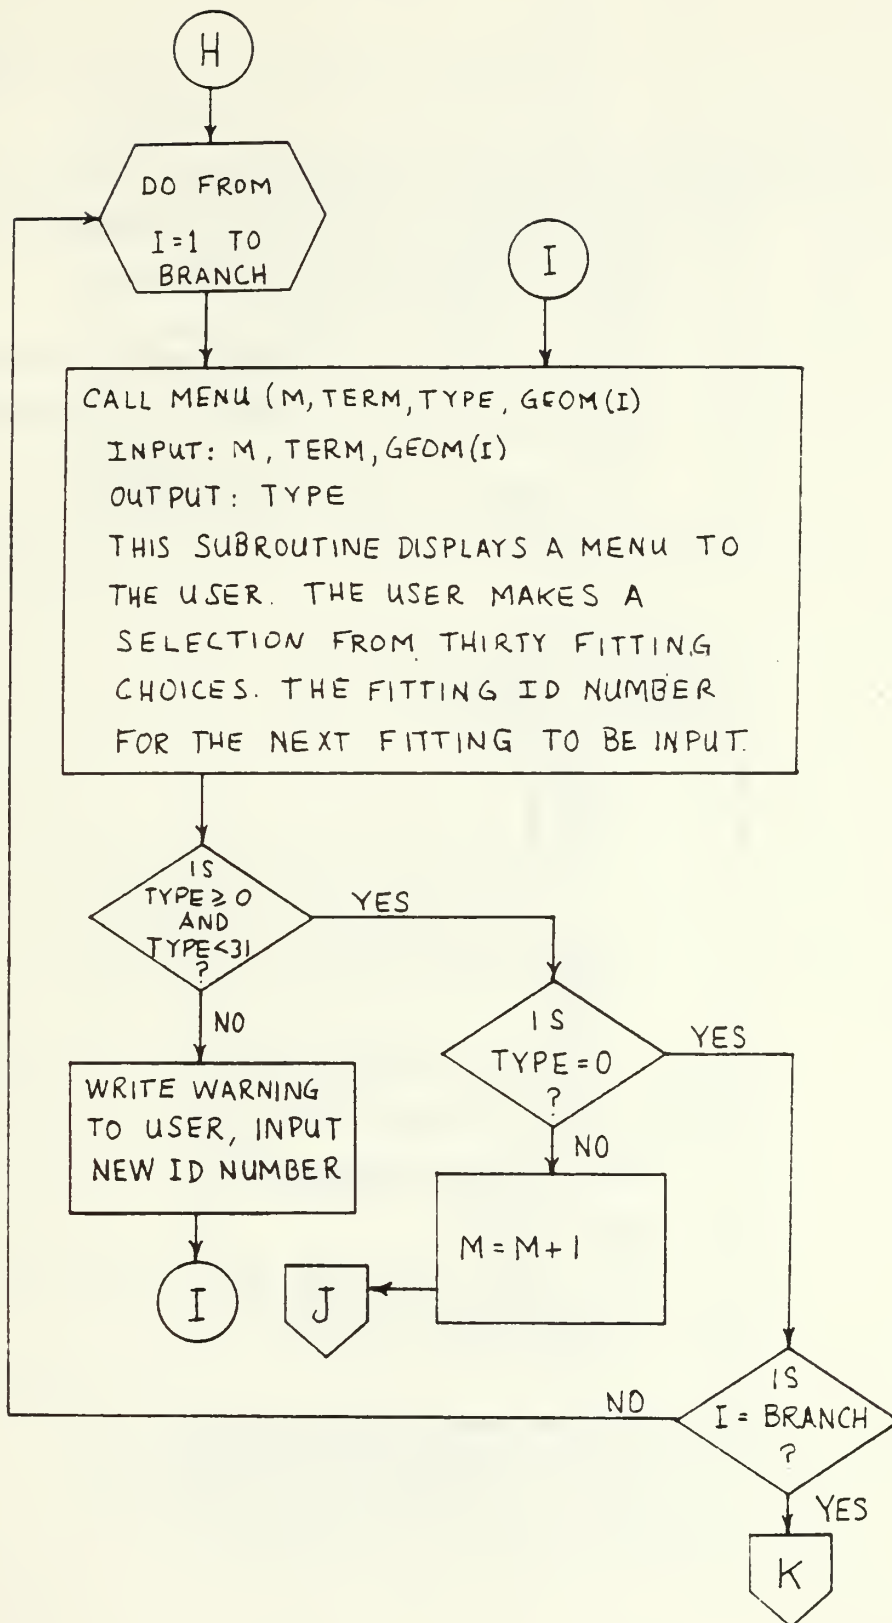 H
DO FROM
I=1 TO
BRANCH
I
CALL MENU (M, TERM, TYPE, GEOM(I)
INPUT: M, TERM, GEOM(I)
OUTPUT: TYPE
THIS SUBROUTINE DISPLAYS A MENU TO
THE USER. THE USER MAKES A
SELECTION FROM THIRTY FITTING
CHOICES. THE FITTING ID NUMBER
FOR THE NEXT FITTING TO BE INPUT.
IS
TYPE ≥ 0
AND
TYPE<31
?
YES
NO
IS
TYPE = 0
?
YES
NO
WRITE WARNING
TO USER, INPUT
NEW ID NUMBER
M = M + 1
I
J
IS
I = BRANCH
?
NO
YES
K